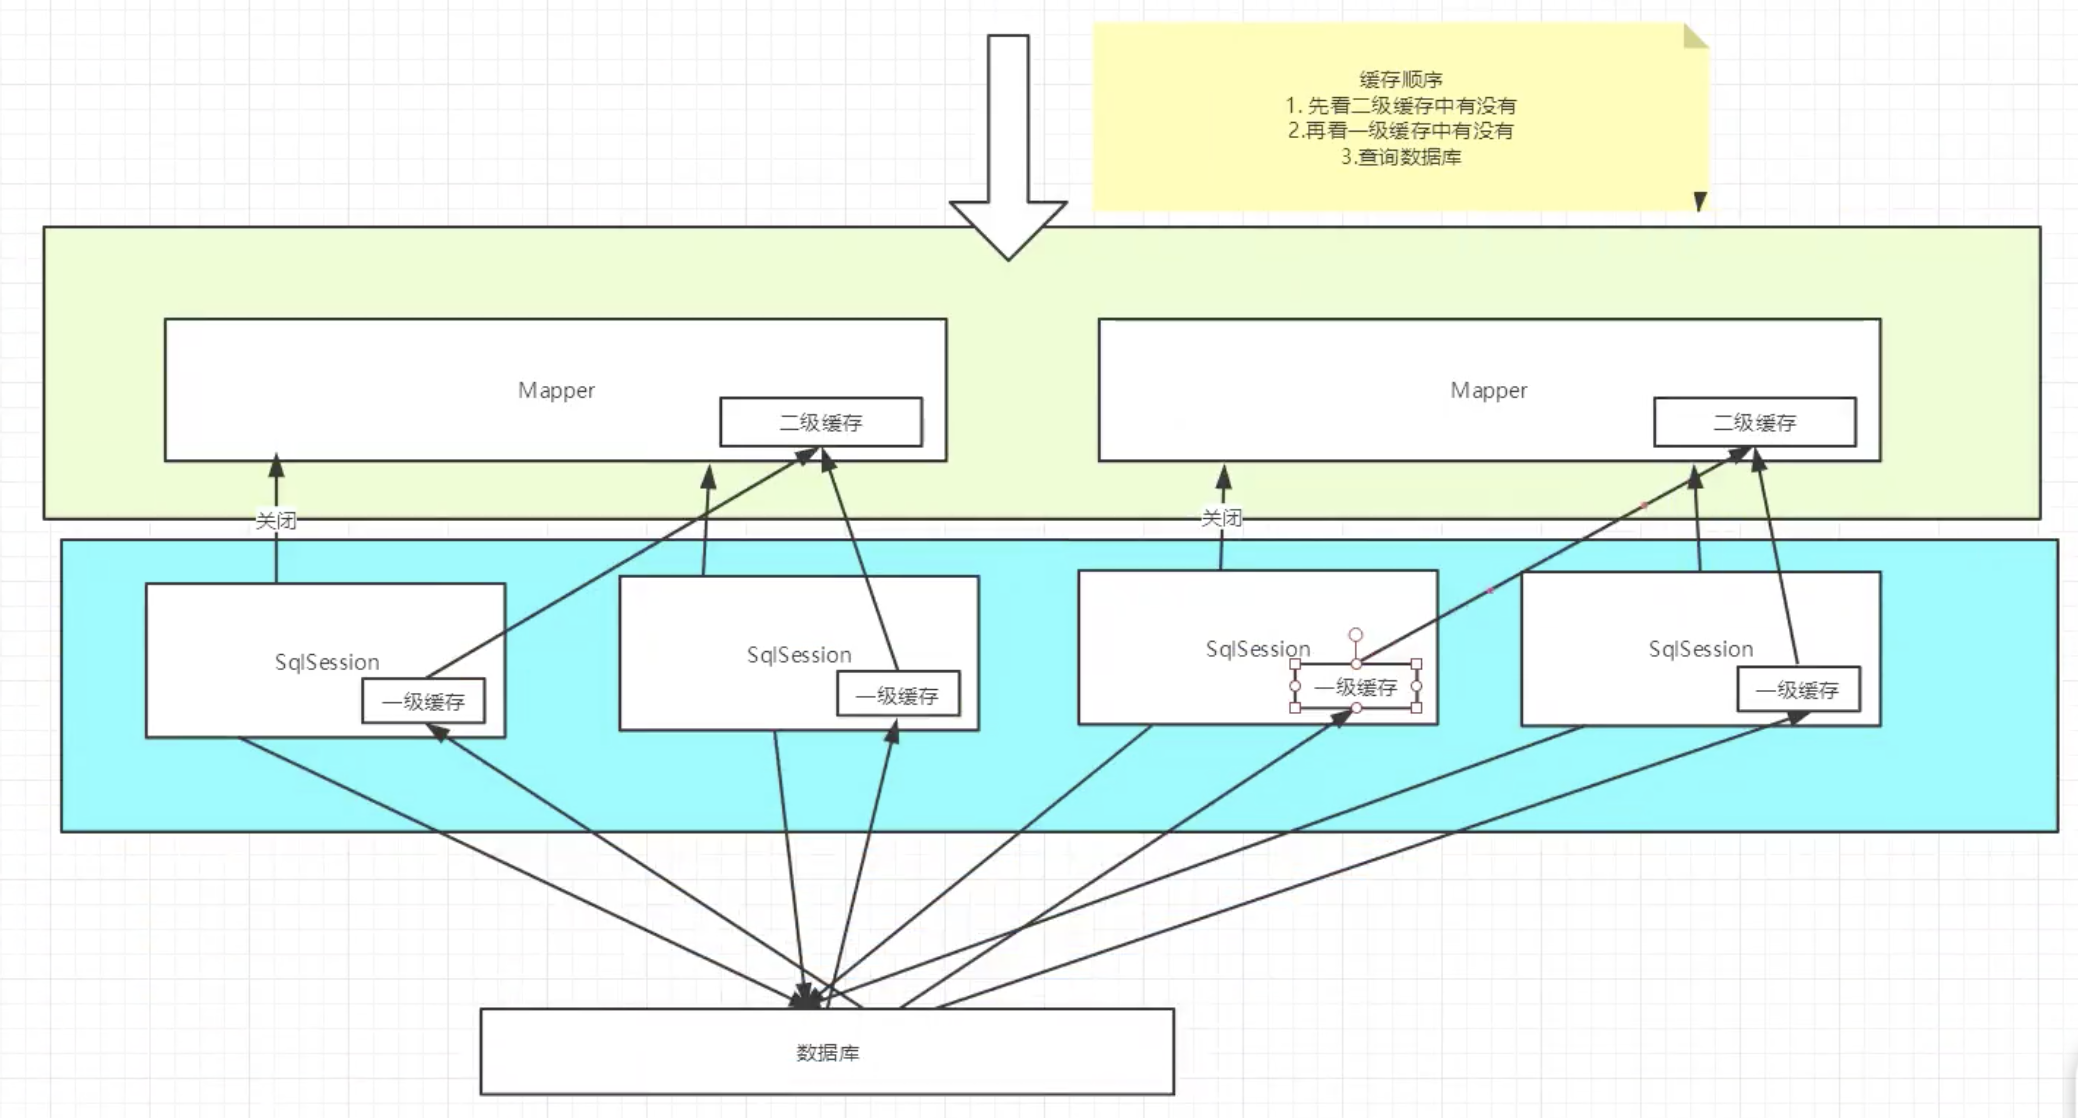 缓存顺序
1. 先看二级缓存中有没有
2.再看一级缓存中有没有
3.查询数据库
Mapper
二级缓存
Mapper
二级缓存
关闭
关闭
SqlSession
一级缓存
SqlSession
一级缓存
SqlSession
一级缓存
SqlSession
一级缓存
数据库